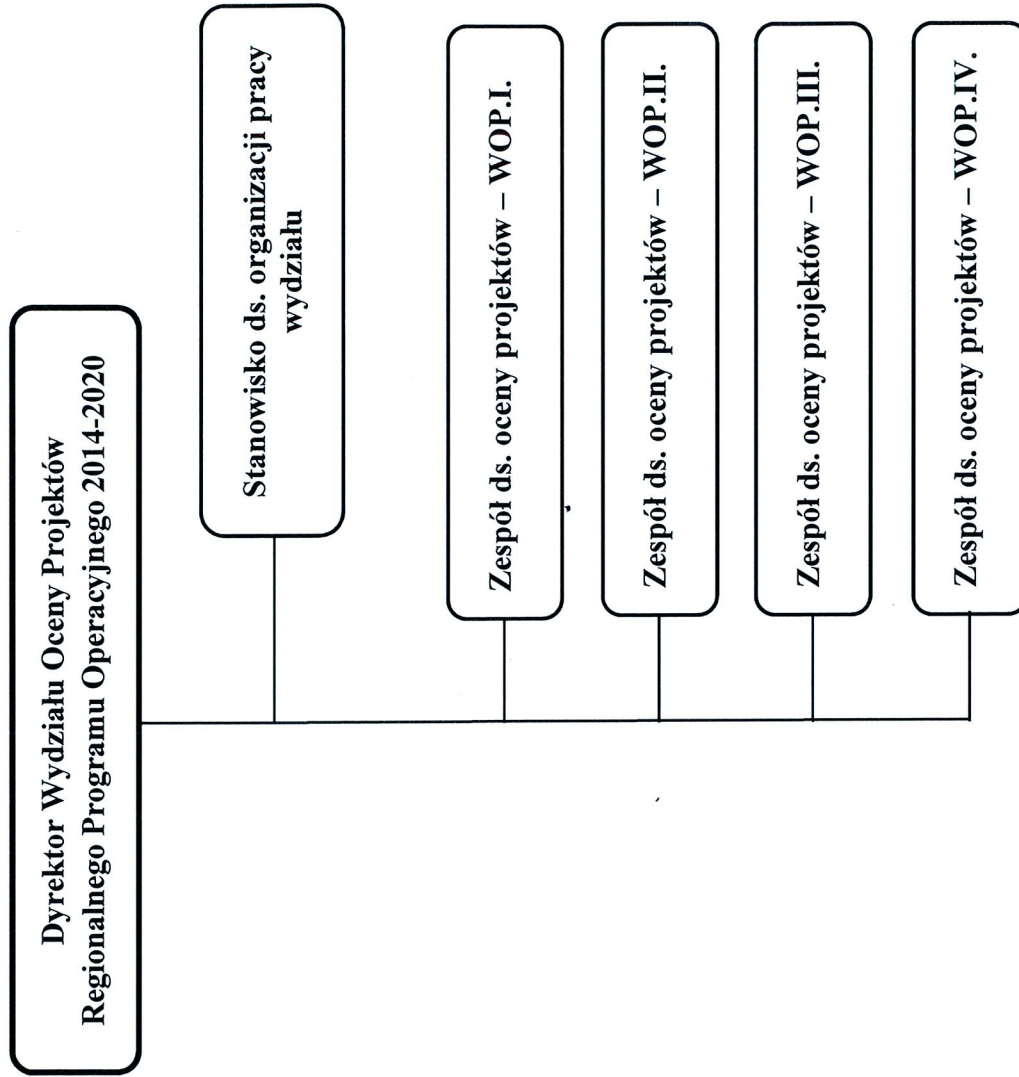 Dyrektor Wydziału Oceny Projektów
Regionalnego Programu Operacyjnego 2014-2020
Stanowisko ds. organizacji pracy
wydziału
Zespół ds. oceny projektów – WOP.I.
Zespół ds. oceny projektów – WOP.II.
Zespół ds. oceny projektów – WOP.III.
Zespół ds. oceny projektów – WOP.IV.